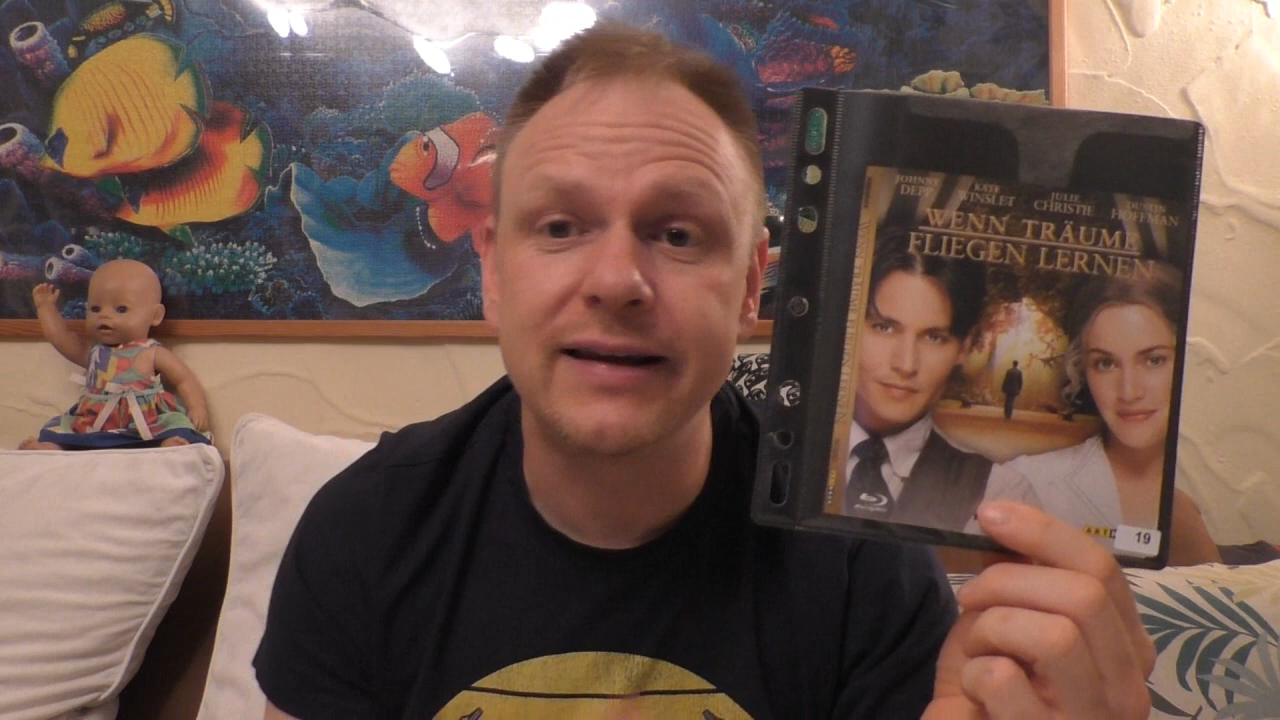 JOHNNY DEPP
KATE WINSLET
JULIE CHRISTIE
DUSTIN HOFFMAN
WENN TRÄUME
FLIEGEN LERNEN
19